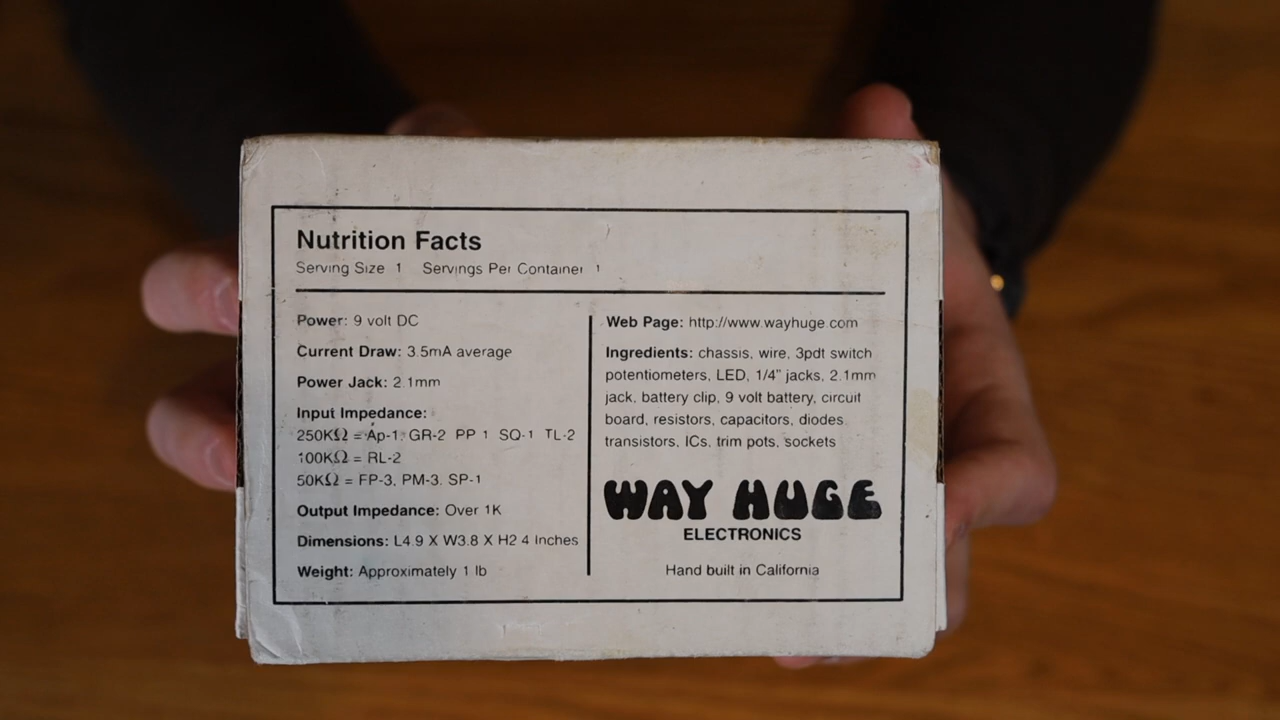 Nutrition Facts
Serving Size 1 Servings Per Container 1
Power: 9 volt DC
Current Draw: 3.5mA average
Power Jack: 2.1mm
Input Impedance:
250KΩ = Ap-1, GR-2 PP 1 SQ-1 TL-2
100KΩ = RL-2
50KΩ = FP-3, PM-3. SP-1
Output Impedance: Over 1K
Dimensions: L4.9 X W3.8 X H2 4 Inches
Weight: Approximately 1 lb
Web Page: http://www.wayhuge.com
Ingredients: chassis, wire, 3pdt switch
potentiometers, LED, 1/4" jacks, 2.1mm
jack, battery clip, 9 volt battery, circuit
board, resistors, capacitors, diodes
transistors, ICs, trim pots, sockets
WAY HUGE
ELECTRONICS
Hand built in California